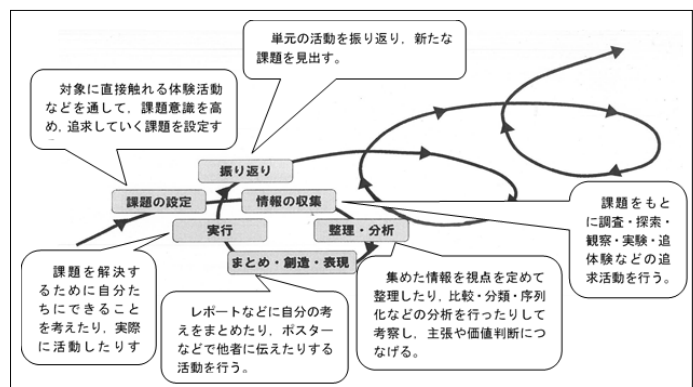 単元の活動を振り返り，新たな
課題を見出す。
対象に直接触れる体験活動
などを通して，課題意識を高
め，追求していく課題を設定す
振り返り
課題の設定
情報の収集
実行
整理・分析
まとめ・創造・表現
課題をもと
に調査・探索・
観察・実験・追
体験などの追
求活動を行う。
課題を解決す
るために自分た
ちにできること
を考えたり，実際
に活動したりす
レポートなどに自分の考
えをまとめたり，ポスター
などで他者に伝えたりする
活動を行う。
集めた情報を視点を定めて
整理したり，比較・分類・序列
化などの分析を行ったりして
考察し，主張や価値判断につ
なげる。